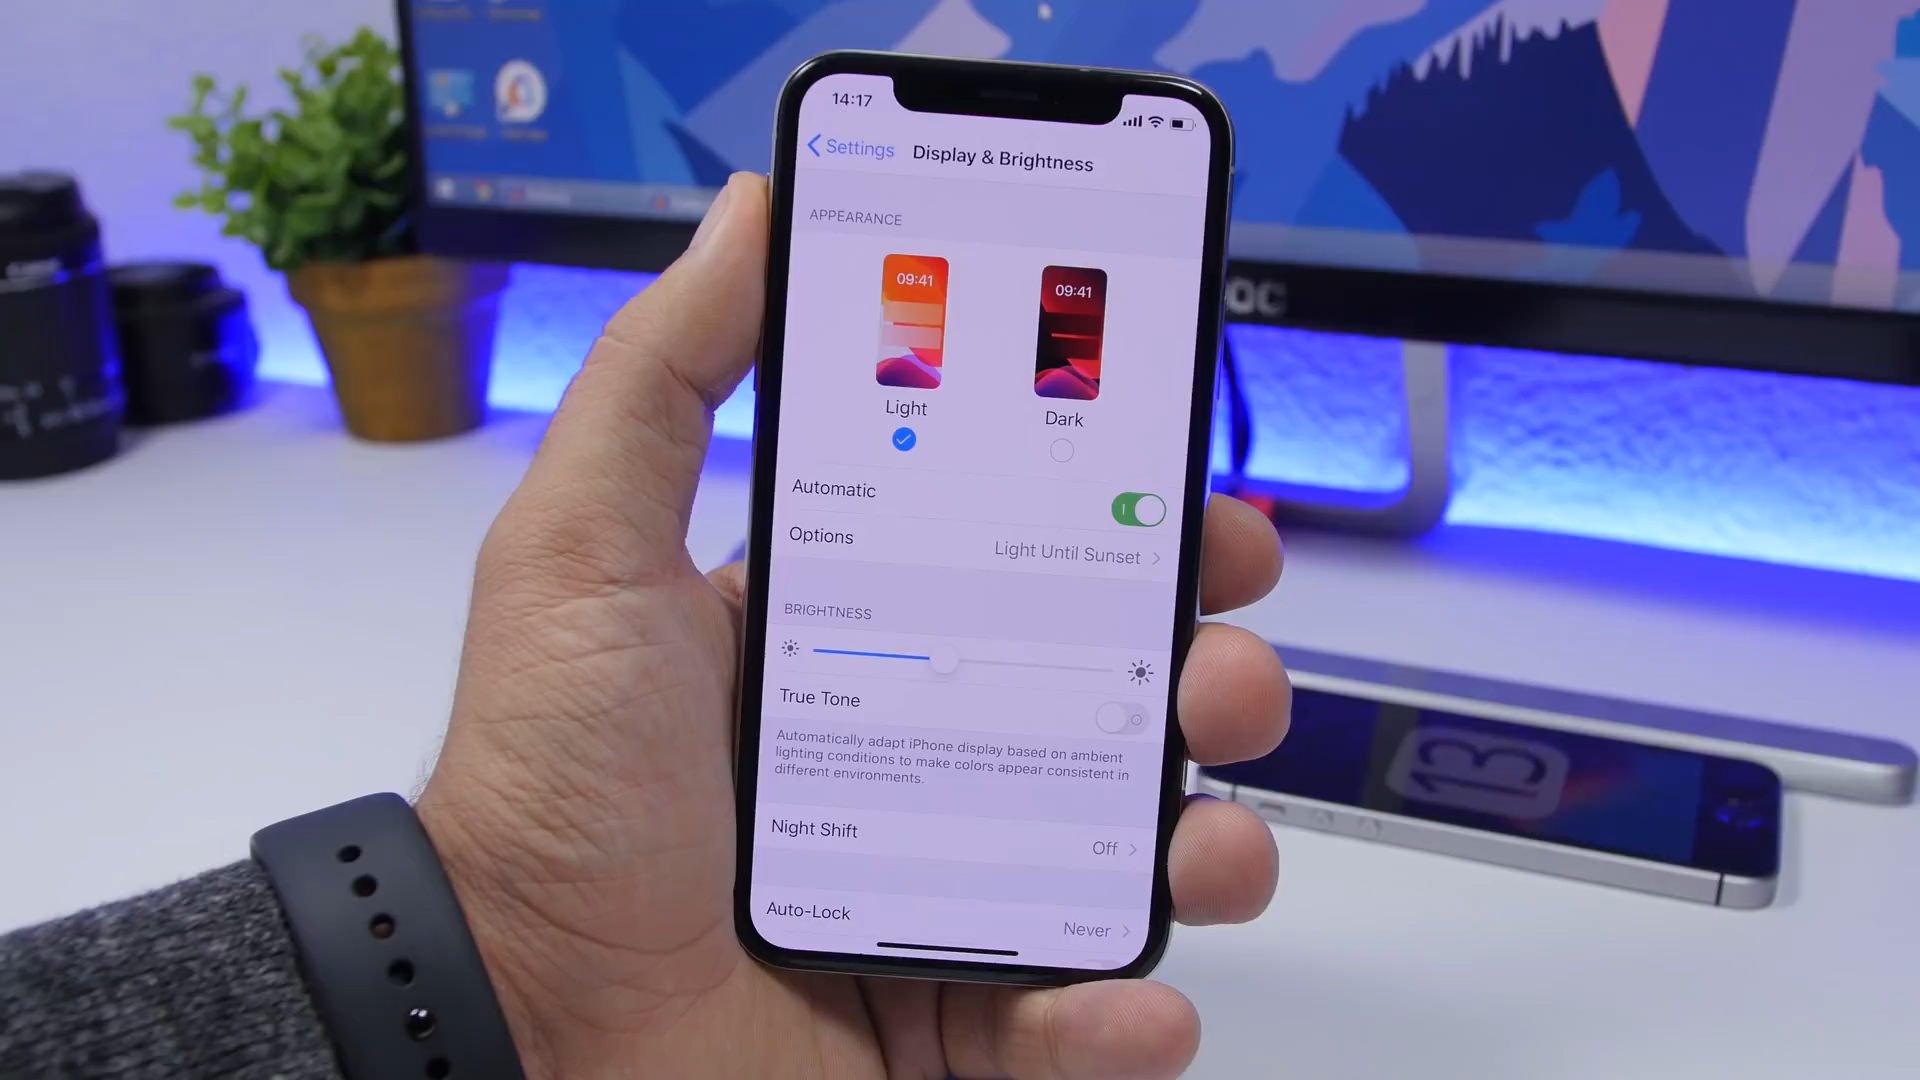 14:17
Settings
Display & Brightness
APPEARANCE
09:41
09:41
Light
Dark
Automatic
Options
Light Until Sunset
BRIGHTNESS
True Tone
Automatically adapt iPhone display based on ambient
lighting conditions to make colors appear consistent in
different environments.
Night Shift
Off
Auto-Lock
Never
13